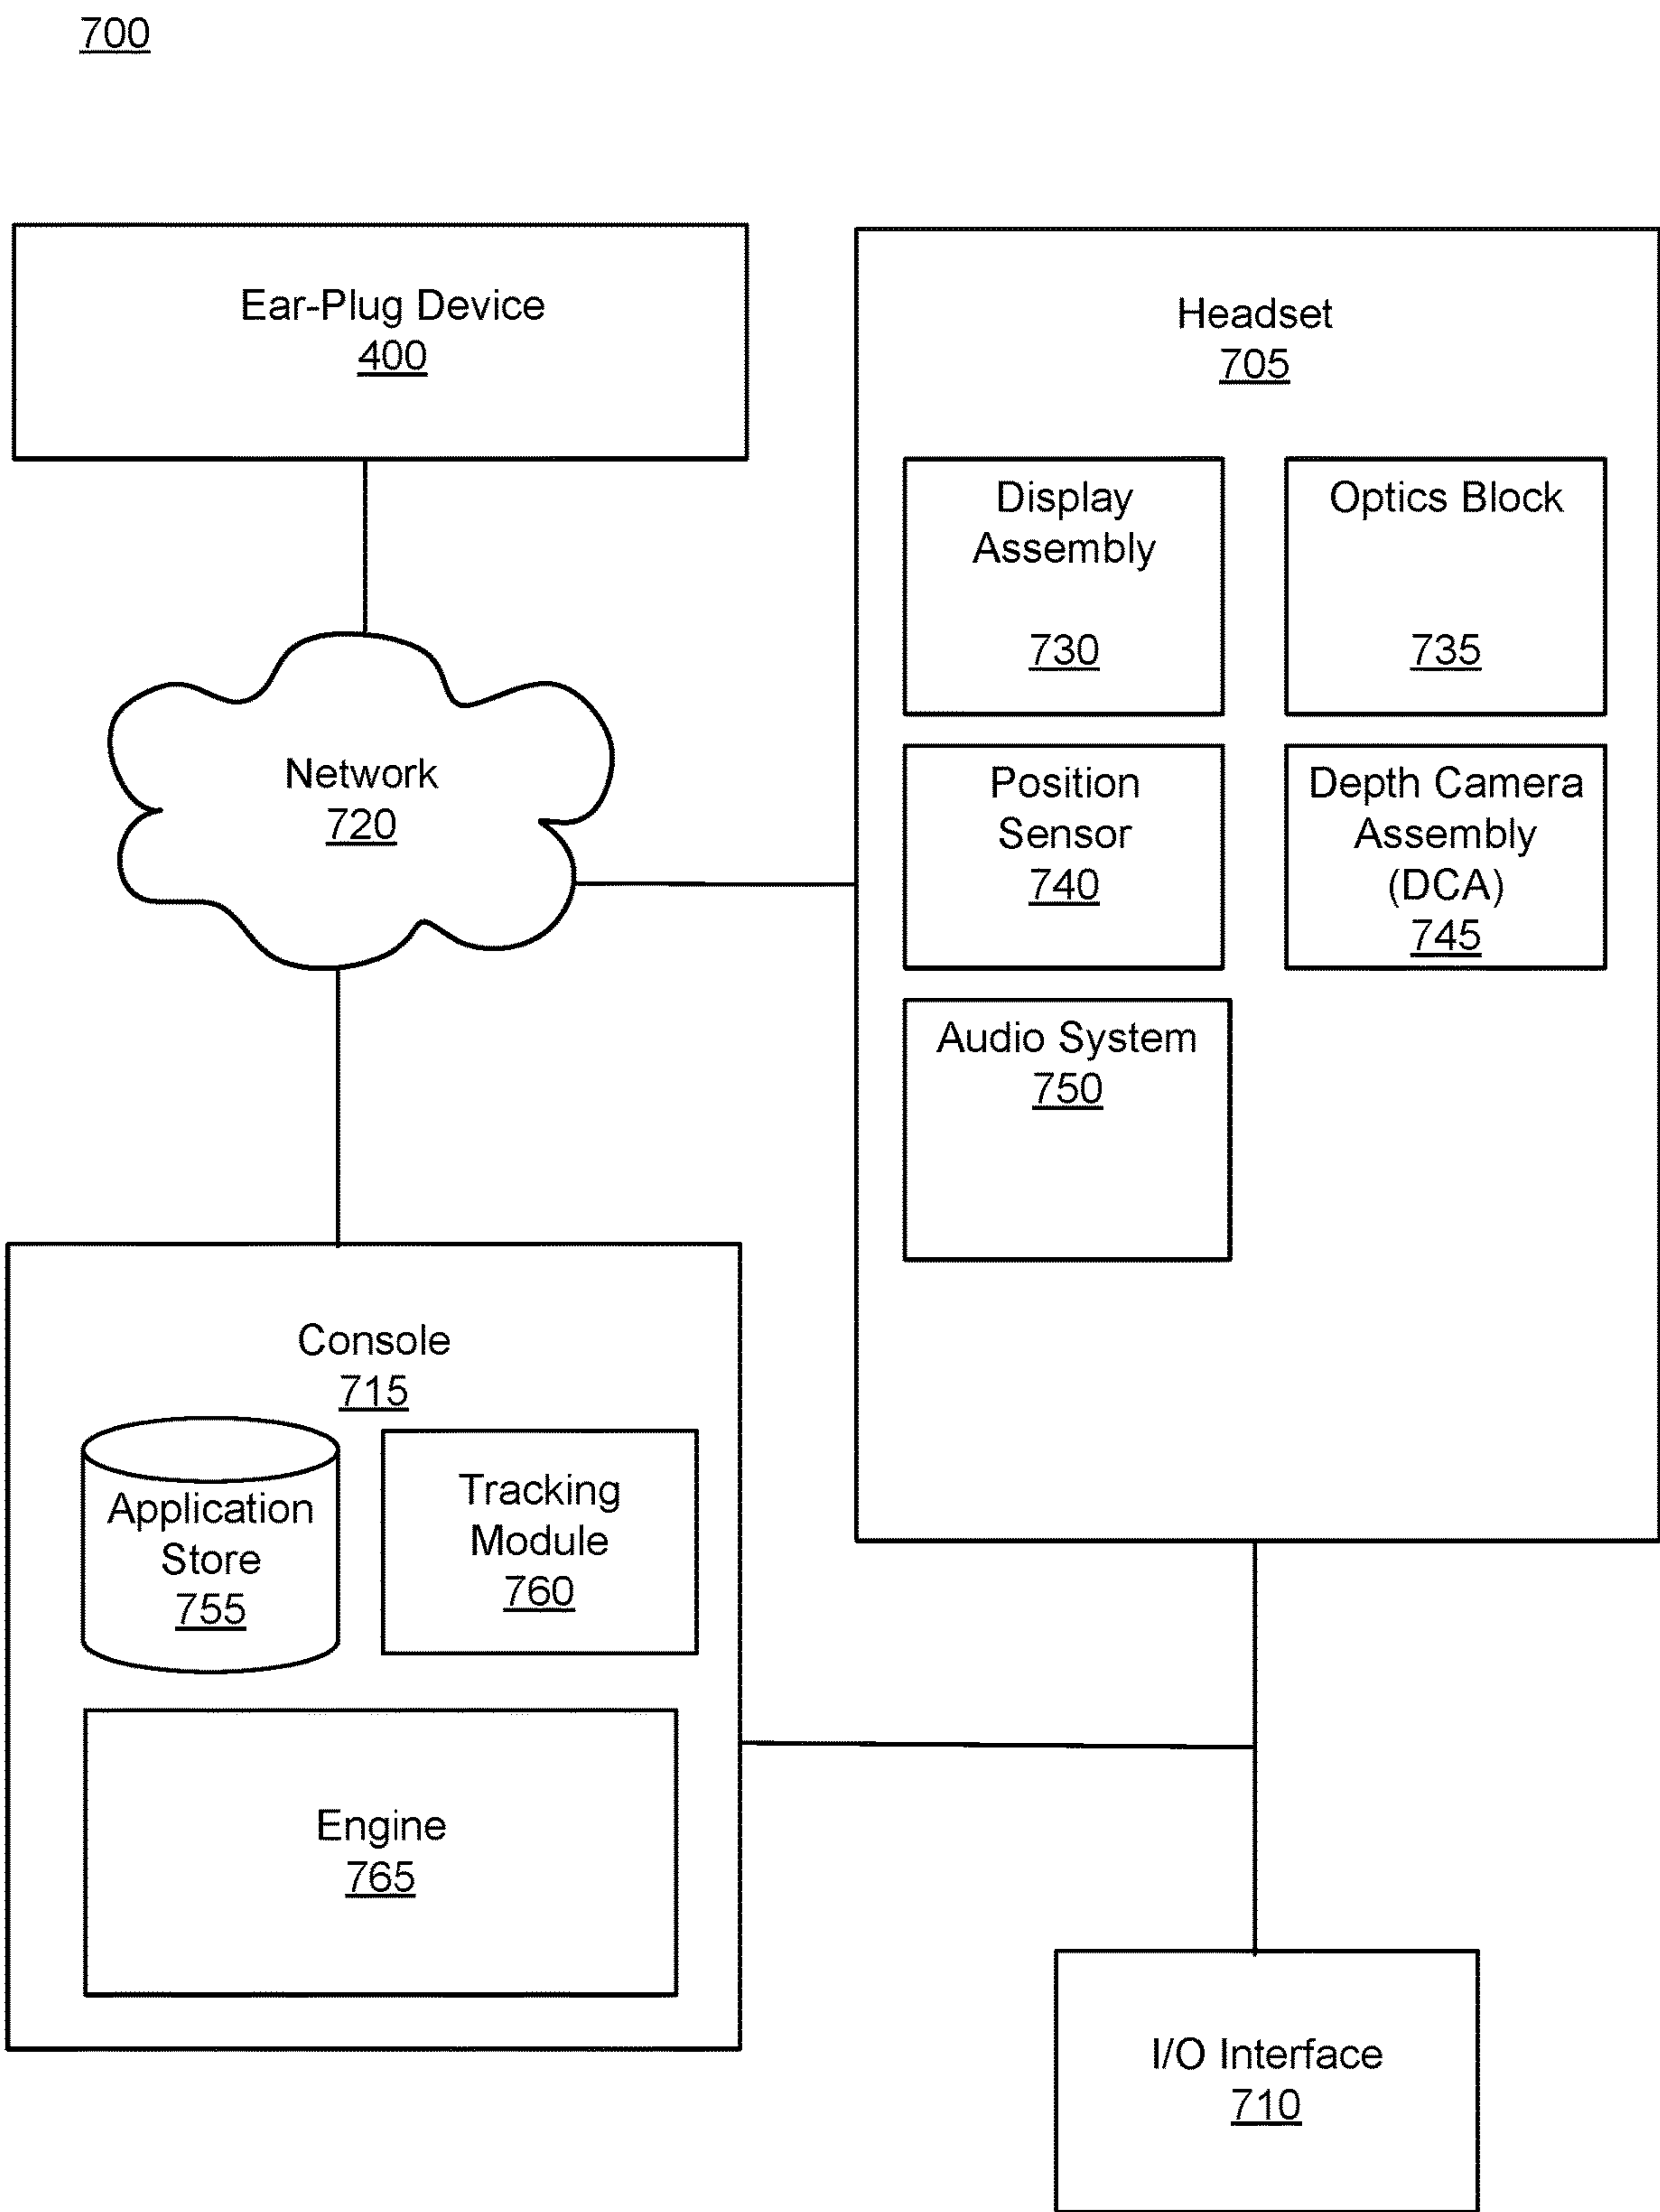 700
Ear-Plug Device
400
Headset
705
Display
Assembly
730
Optics Block
735
Network
720
Position
Sensor
740
Depth Camera
Assembly
(DCA)
745
Audio System
750
Console
715
Application
Store
755
Tracking
Module
760
Engine
765
I/O Interface
710